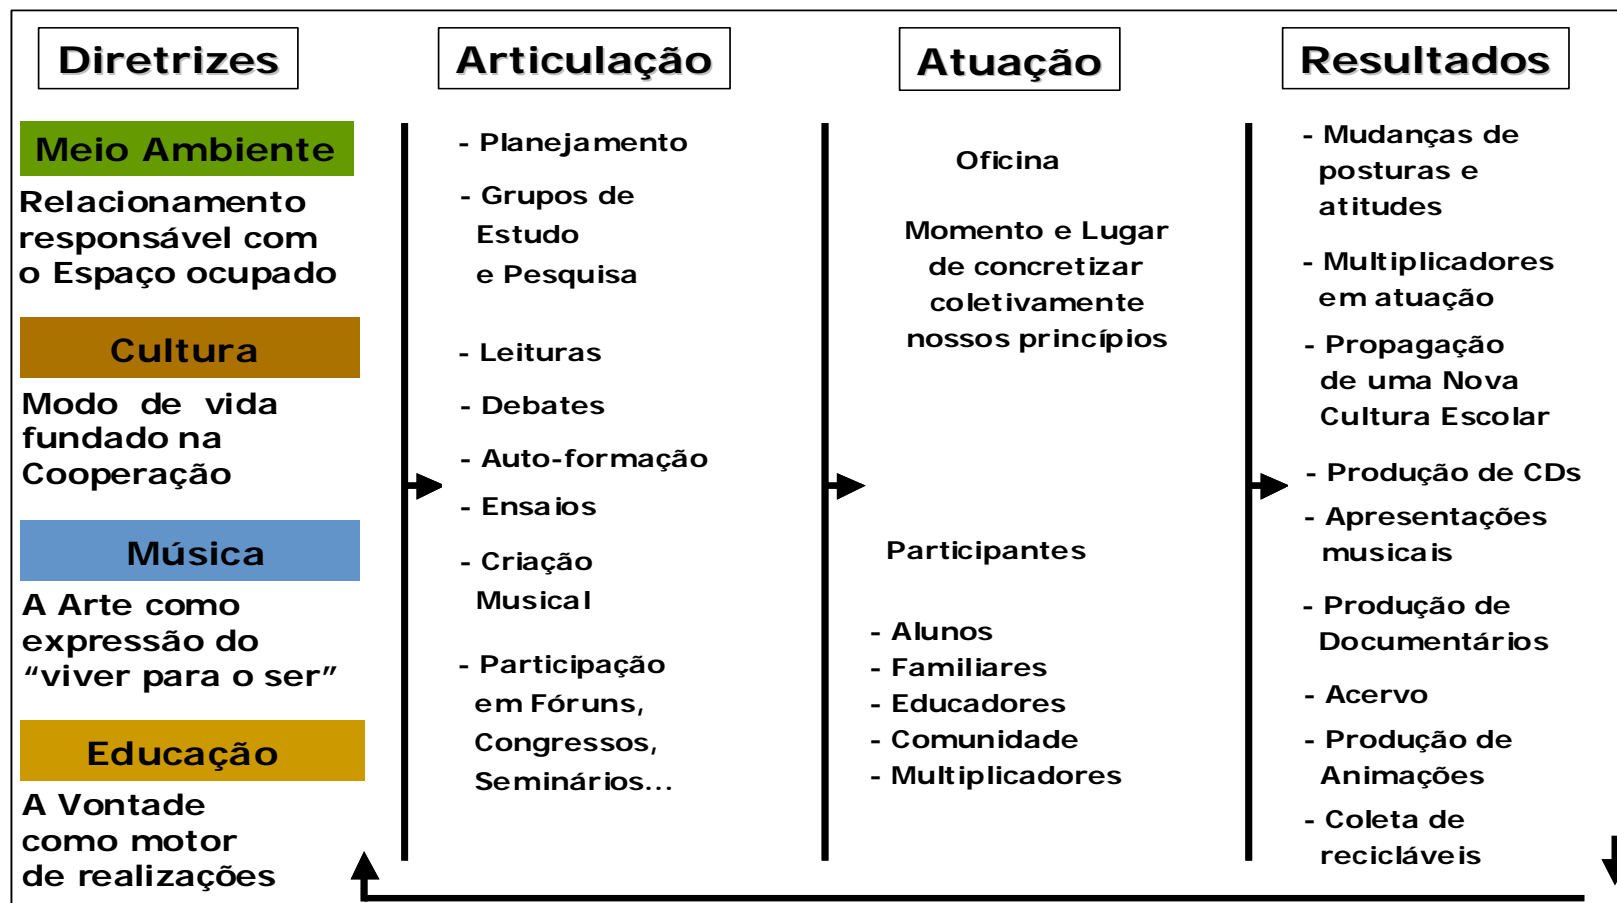 Diretrizes
Meio Ambiente
Relacionamento
responsável com
o Espaço ocupado
Cultura
Modo de vida
fundado na
Cooperação
Música
A Arte como
expressão do
“viver para o ser”
Educação
A Vontade
como motor
de realizações
Articulação
- Planejamento
- Grupos de
Estudo
e Pesquisa
- Leituras
- Debates
- Auto-formação
- Ensaios
- Criação
Musical
- Participação
em Fóruns,
Congressos,
Seminários...
Atuação
Oficina
Momento e Lugar
de concretizar
coletivamente
nossos princípios
Participantes
- Alunos
- Familiares
- Educadores
- Comunidade
- Multiplicadores
Resultados
- Mudanças de
posturas e
atitudes
- Multiplicadores
em atuação
- Propagação
de uma Nova
Cultura Escolar
- Produção de CDs
- Apresentações
musicais
- Produção de
Documentários
- Acervo
- Produção de
Animações
- Coleta de
recicláveis